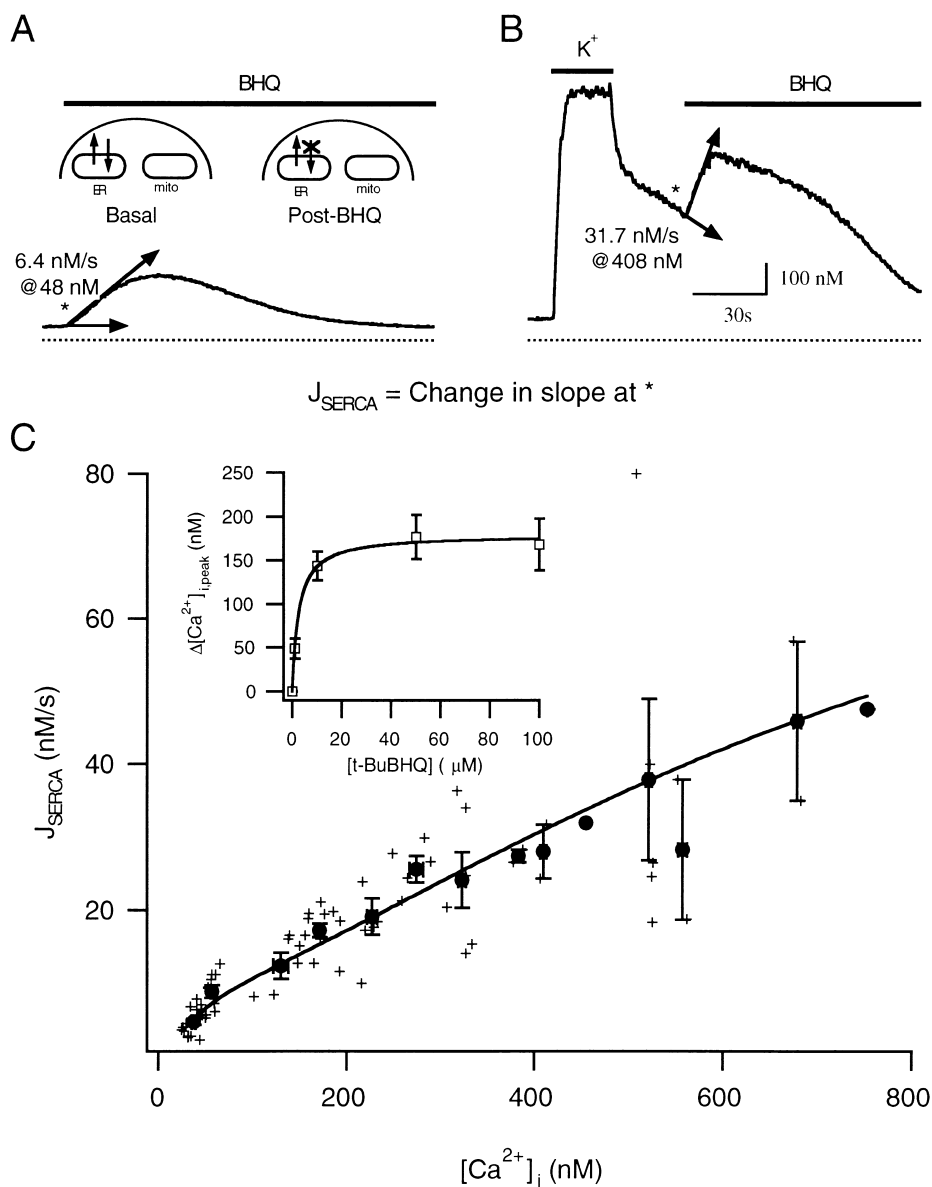 A
BHQ
ER
mito
Basal
ER
mito
Post-BHQ
6.4 nM/s
@48 nM
*
B
K+
BHQ
*
31.7 nM/s
@408 nM
100 nM
30s
JSERCA = Change in slope at *
C
JSERCA (nM/s)
80
60
40
20
0
200
400
600
800
[Ca2+]i (nM)
Δ[Ca2+]i,peak (nM)
250
200
150
100
50
0
0
20
40
60
80
100
[t-BuBHQ] ( μM)